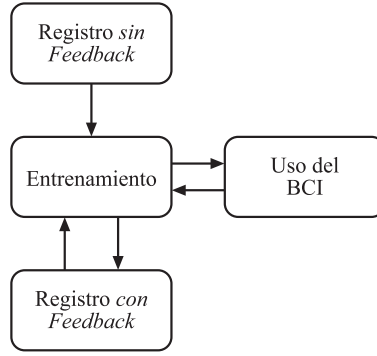 Registro sin
Feedback
Entrenamiento
Uso del
BCI
Registro con
Feedback